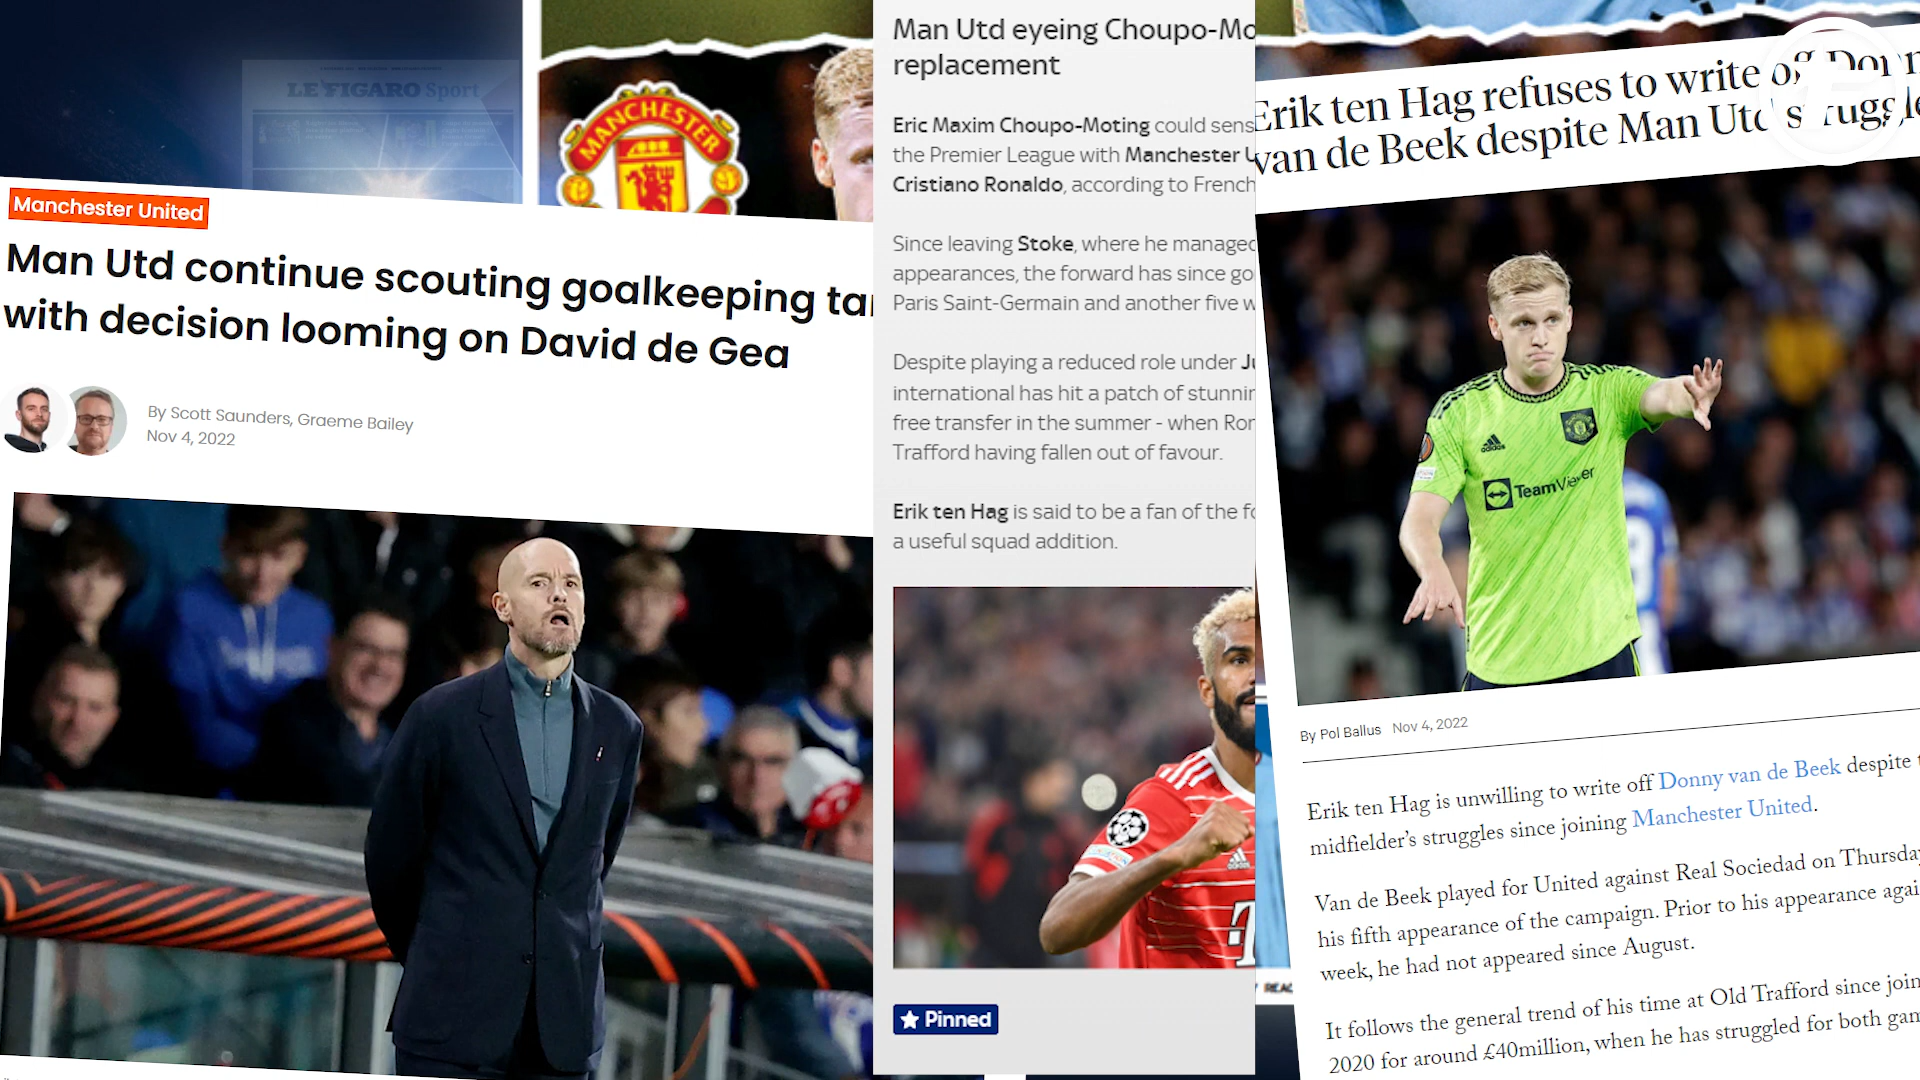 LE FIGARO Sport
MANCHESTER
Manchester United
Man Utd continue scouting goalkeeping
with decision looming on David de Gea
By Scott Saunders, Graeme Bailey
Nov 4, 2022
Man Utd eyeing Choupo-Mo
replacement
Eric Maxim Choupo-Moting could sens
the Premier League with Manchester U
Cristiano Ronaldo, according to French
Since leaving Stoke, where he managed
appearances, the forward has since go
Paris Saint-Germain and another five w
Despite playing a reduced role under Ju
international has hit a patch of stunnin
free transfer in the summer - when Ron
Trafford having fallen out of favour.
Erik ten Hag is said to be a fan of the fo
a useful squad addition.
Pinned
Erik ten Hag refuses to write off Donn
van de Beek despite Man Utd struggle
adidas
TeamViewer
By Pol Ballus Nov 4, 2022
Erik ten Hag is unwilling to write off Donny van de Beek despite t
midfielder's struggles since joining Manchester United.
Van de Beek played for United against Real Sociedad on Thursday
his fifth appearance of the campaign. Prior to his appearance agai
week, he had not appeared since August.
It follows the general trend of his time at Old Trafford since join
2020 for around £40million, when he has struggled for both gam